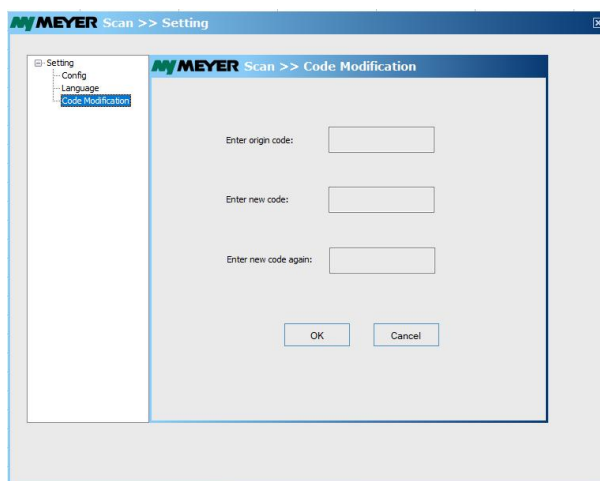 MEYER Scan >> Setting
Setting
Config
Language
Code Modification
MEYER Scan >> Code Modification
Enter origin code:
Enter new code:
Enter new code again:
OK Cancel